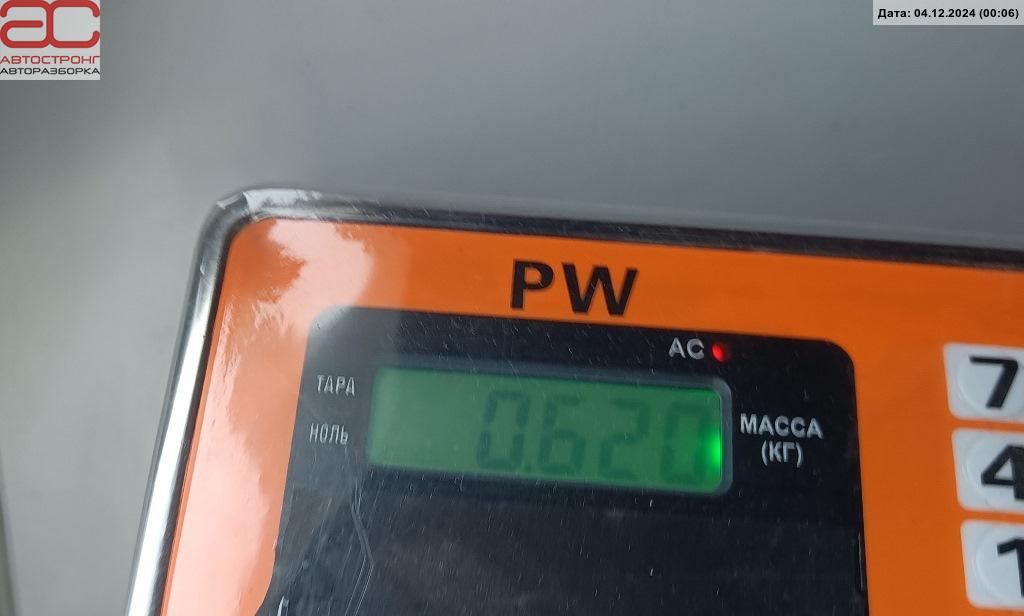 ac
АВТОСТРОНГ
АВТОРАЗБОРКА
Дата: 04.12.2024 (00:06)
PW
AC
ТАРА
НОЛЬ
0.620
МАССА
(КГ)
7
4
1